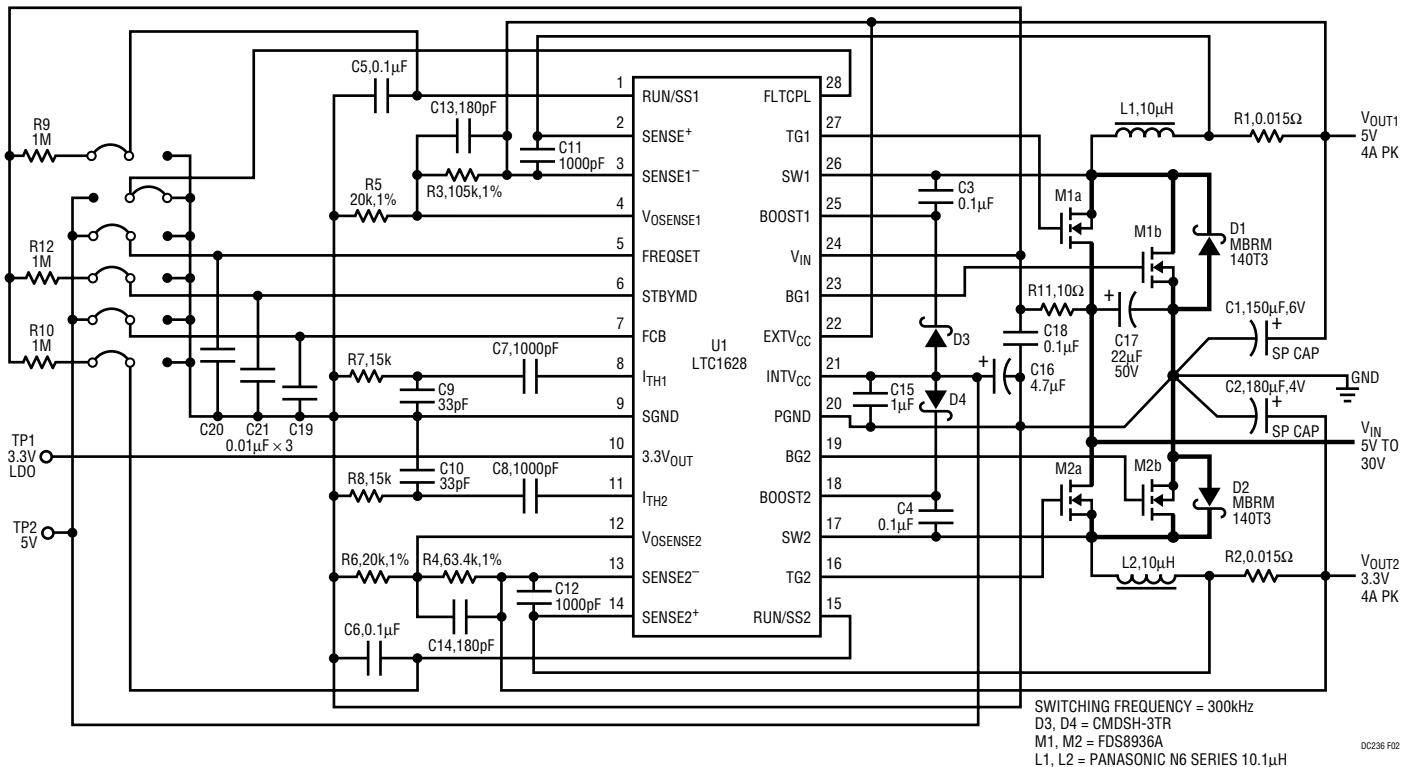 C5,0.1µF
1
RUN/SS1
FLTCPL
28
C13,180pF
2
SENSE+
TG1
27
L1,10µH
R1,0.015Ω
VOUT1
5V
4A PK
R9
1M
C11
1000pF
3
SENSE1−
SW1
26
R5
20k,1%
R3,105k,1%
C3
0.1µF
M1a
4
VOSENSE1
BOOST1
25
M1b
D1
MBRM
140T3
5
FREQSET
VIN
24
R12
1M
6
STBYMD
BG1
23
R11,10Ω
+
C17
22µF
50V
C1,150µF,6V
+
SP CAP
7
FCB
EXTVCC
22
D3
C18
0.1µF
R10
1M
R7,15k
C7,1000pF
U1
LTC1628
8
ITH1
INTVCC
21
+
C16
4.7µF
GND
C9
33pF
C15
1µF
D4
C2,180µF,4V
+
SP CAP
9
SGND
PGND
20
C20
C21
C19
0.01µF × 3
VIN
5V TO
30V
TP1
3.3V
LDO
10
3.3VOUT
BG2
19
C10
33pF
C8,1000pF
M2a
M2b
R8,15k
11
ITH2
BOOST2
18
D2
MBRM
140T3
TP2
5V
C4
0.1µF
12
VOSENSE2
SW2
17
R6,20k,1%
R4,63.4k,1%
13
SENSE2−
TG2
16
L2,10µH
R2,0.015Ω
VOUT2
3.3V
4A PK
C12
1000pF
14
SENSE2+
RUN/SS2
15
C6,0.1µF
C14,180pF
SWITCHING FREQUENCY = 300kHz
D3, D4 = CMDSH-3TR
M1, M2 = FDS8936A
L1, L2 = PANASONIC N6 SERIES 10.1µH
DC236 F02